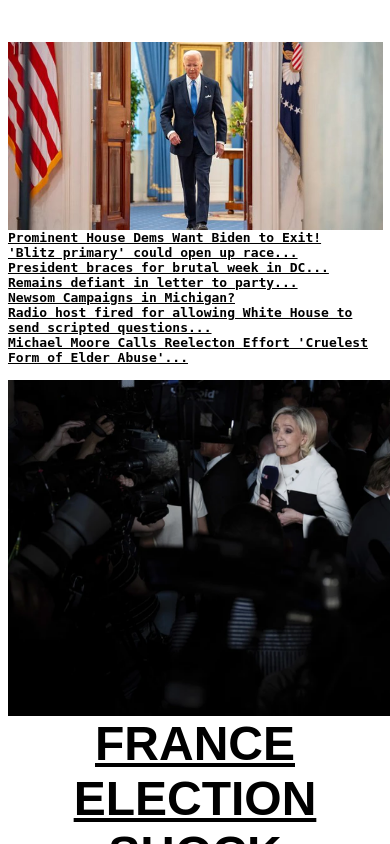 Prominent House Dems Want Biden to Exit!
'Blitz primary' could open up race...
President braces for brutal week in DC...
Remains defiant in letter to party...
Newsom Campaigns in Michigan?
Radio host fired for allowing White House to
send scripted questions...
Michael Moore Calls Reelecton Effort 'Cruelest
Form of Elder Abuse'...
FRANCE
ELECTION
SHOCK